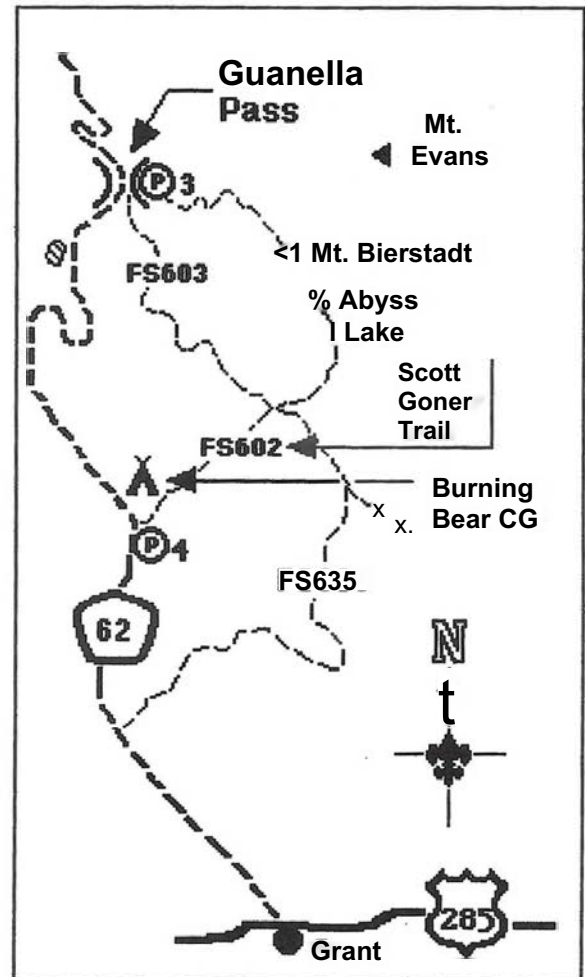 Guanella
Pass
Mt.
Evans
P 3
<1 Mt. Bierstadt
FS603
% Abyss
l Lake
Scott
Goner
Trail
FS602
Burning
Bear CG
x
x.
P 4
FS635
62
N
t
285
Grant